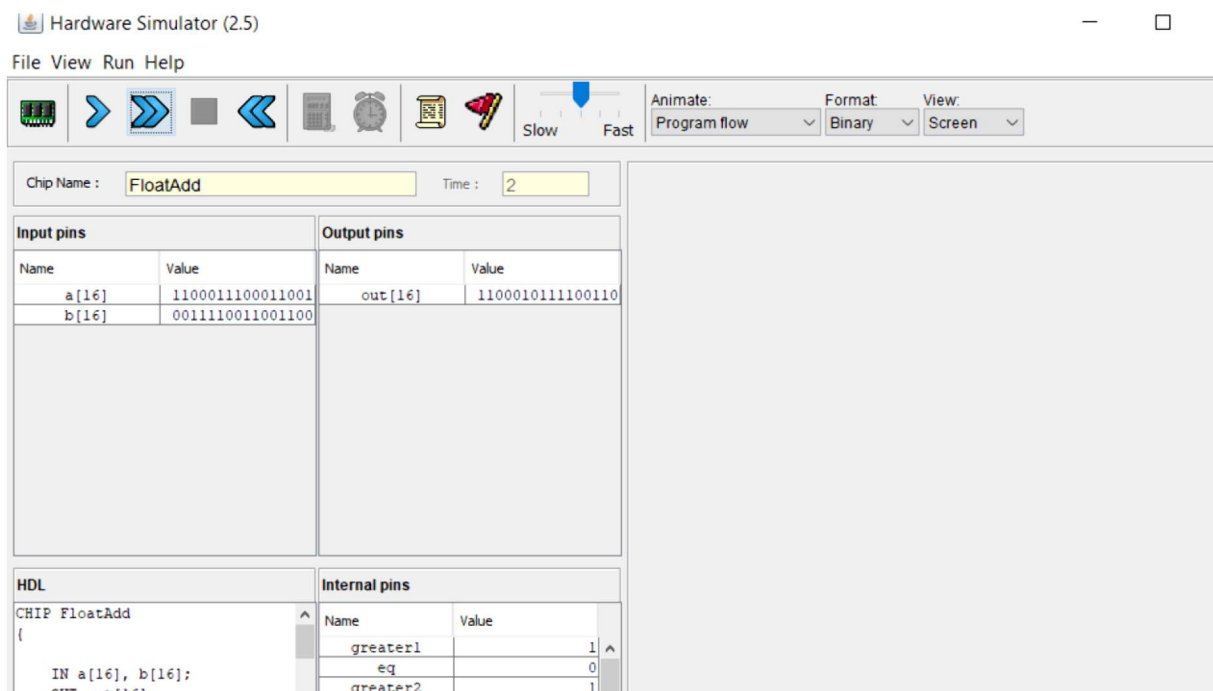 Hardware Simulator (2.5)
File View Run Help
Slow Fast
Animate: Format: View:
Program flow Binary Screen
Chip Name : FloatAdd Time : 2
Input pins Output pins
Name Value Name Value
a[16] 1100011100011001 out[16] 1100010111100110
b[16] 0011110011001100
HDL Internal pins
CHIP FloatAdd
{
Name Value
greater1 1
eq 0
IN a[16], b[16];
greater2 1